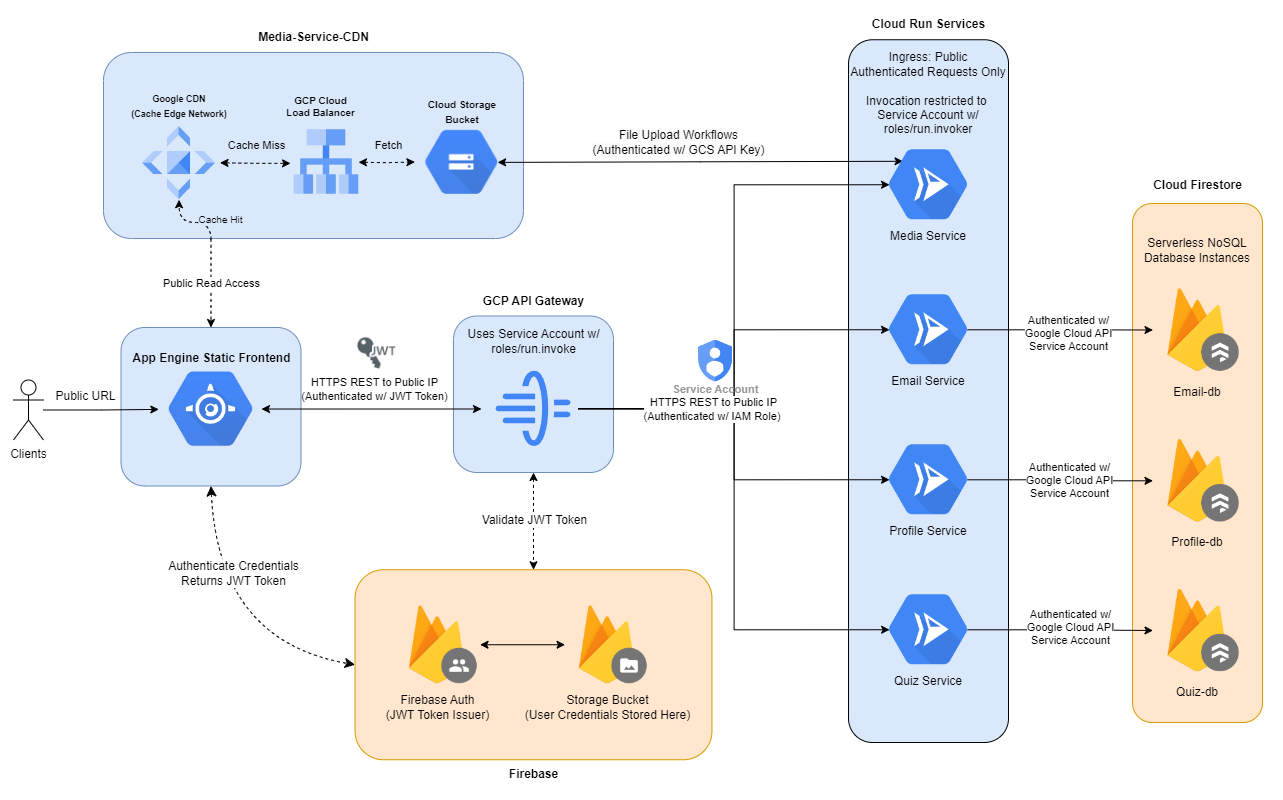 Media-Service-CDN
Google CDN
(Cache Edge Network)
GCP Cloud
Load Balancer
Cloud Storage
Bucket
Cache Miss
Fetch
Cache Hit
Public Read Access
File Upload Workflows
(Authenticated w/ GCS API Key)
Cloud Run Services
Ingress: Public
Authenticated Requests Only
Invocation restricted to
Service Account w/
roles/run.invoker
Media Service
Email Service
Profile Service
Quiz Service
Cloud Firestore
Serverless NoSQL
Database Instances
Email-db
Profile-db
Quiz-db
Authenticated w/
Google Cloud API
Service Account
Authenticated w/
Google Cloud API
Service Account
Authenticated w/
Google Cloud API
Service Account
Clients
Public URL
App Engine Static Frontend
JWT
HTTPS REST to Public IP
(Authenticated w/ JWT Token)
GCP API Gateway
Uses Service Account w/
roles/run.invoke
Service Account
HTTPS REST to Public IP
(Authenticated w/ IAM Role)
Validate JWT Token
Authenticate Credentials
Returns JWT Token
Firebase Auth
(JWT Token Issuer)
Storage Bucket
(User Credentials Stored Here)
Firebase